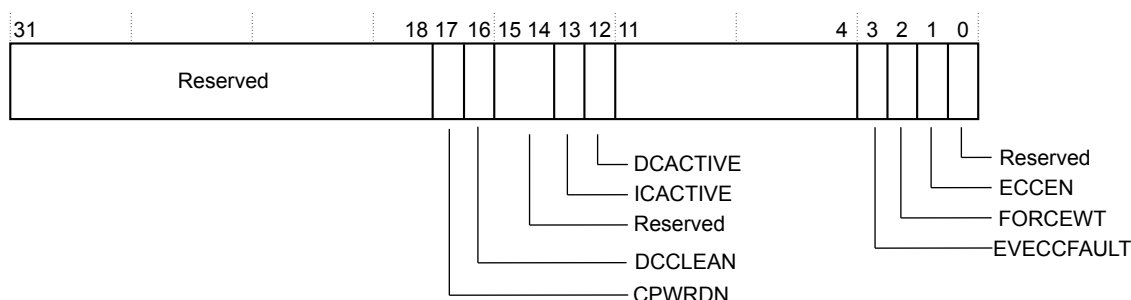 31 18 17 16 15 14 13 12 11 4 3 2 1 0
Reserved
DCACTIVE Reserved
ICACTIVE ECCEN
Reserved FORCEWT
DCCLEAN EVECCFAULT
CPWRDN